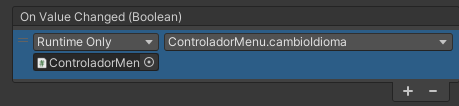 On Value Changed (Boolean)
Runtime Only ControladorMenu.cambioIdioma
ControladorMen
+ −